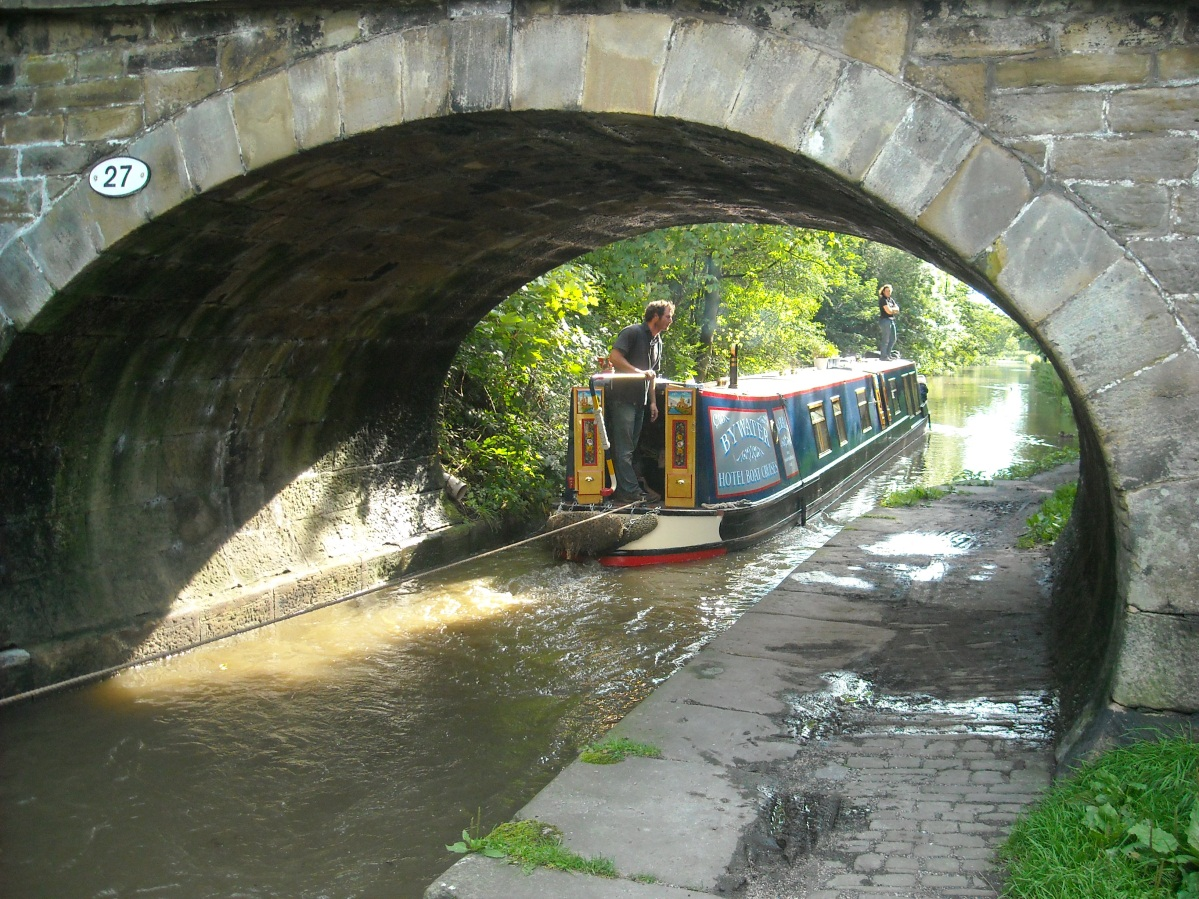 27
BY WATER
HOTEL BOAT CRUISES